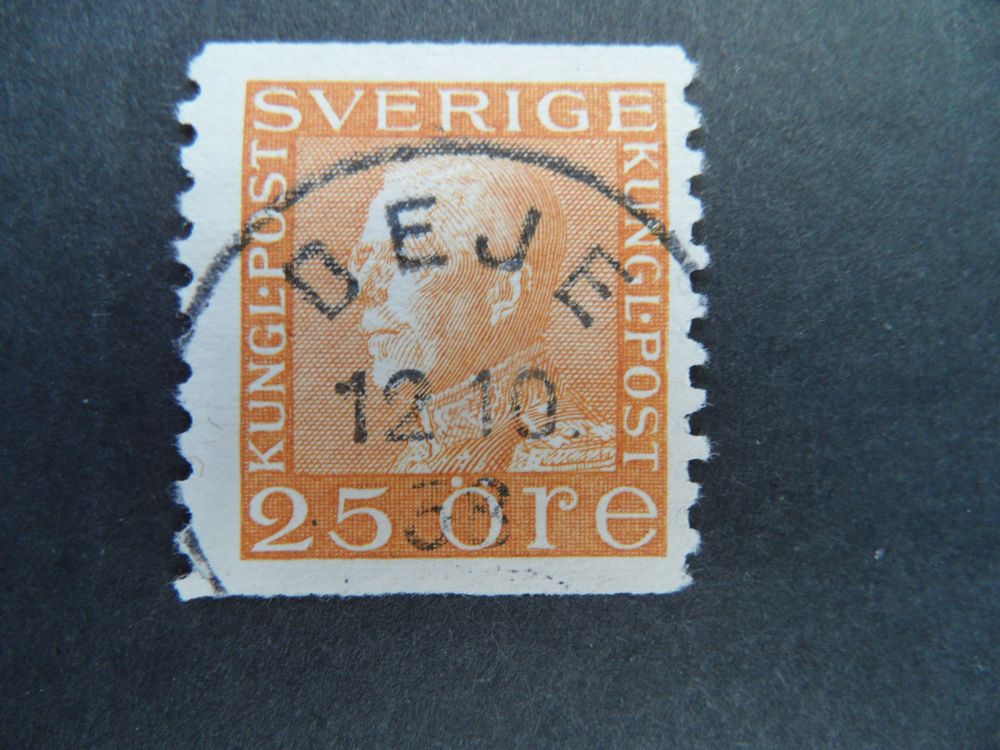 SVERIGE
KUNGL·POST
KUNGL·POST
DEJE
12 10.
25 öre